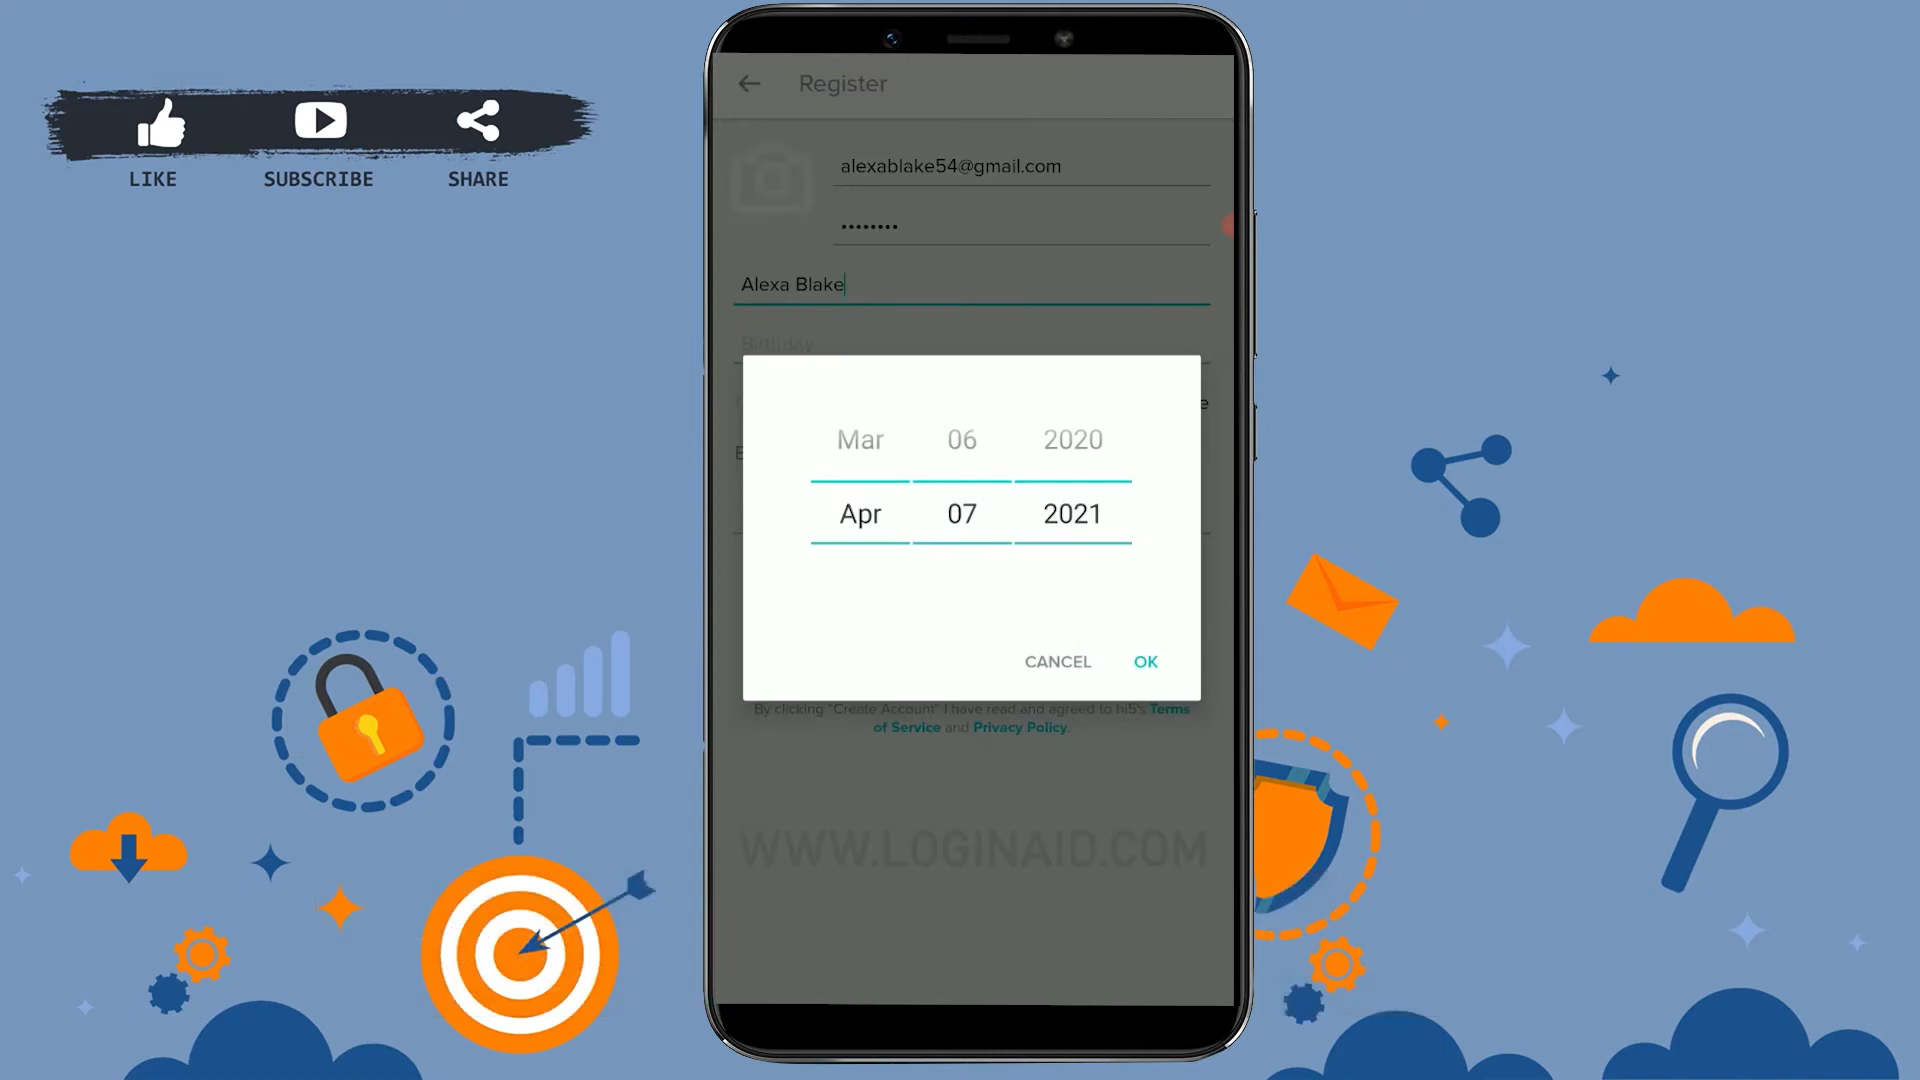 LIKE SUBSCRIBE SHARE
Register
alexablake54@gmail.com
••••••••
Alexa Blake
Birthday
Mar 06 2020
Apr 07 2021
CANCEL OK
By clicking "Create Account" I have read and agreed to hi5's Terms
of Service and Privacy Policy.
WWW.LOGINAID.COM